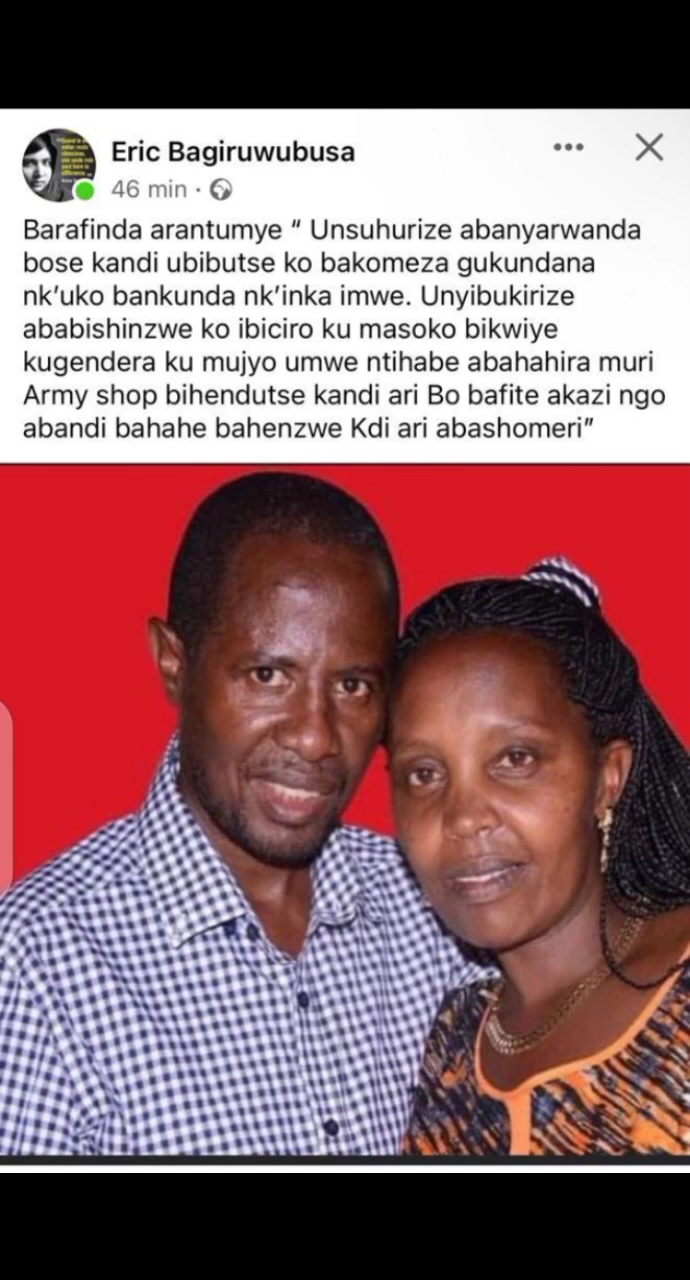 Eric Bagiruwubusa
46 min ·
Barafinda arantumye “ Unsuhurize abanyarwanda
bose kandi ubibutse ko bakomeza gukundana
nk’uko bankunda nk’inka imwe. Unyibukirize
ababishinzwe ko ibiciro ku masoko bikwiye
kugendera ku mujyo umwe ntihabe abahahira muri
Army shop bihendutse kandi ari Bo bafite akazi ngo
abandi bahahe bahenzwe Kdi ari abashomeri”